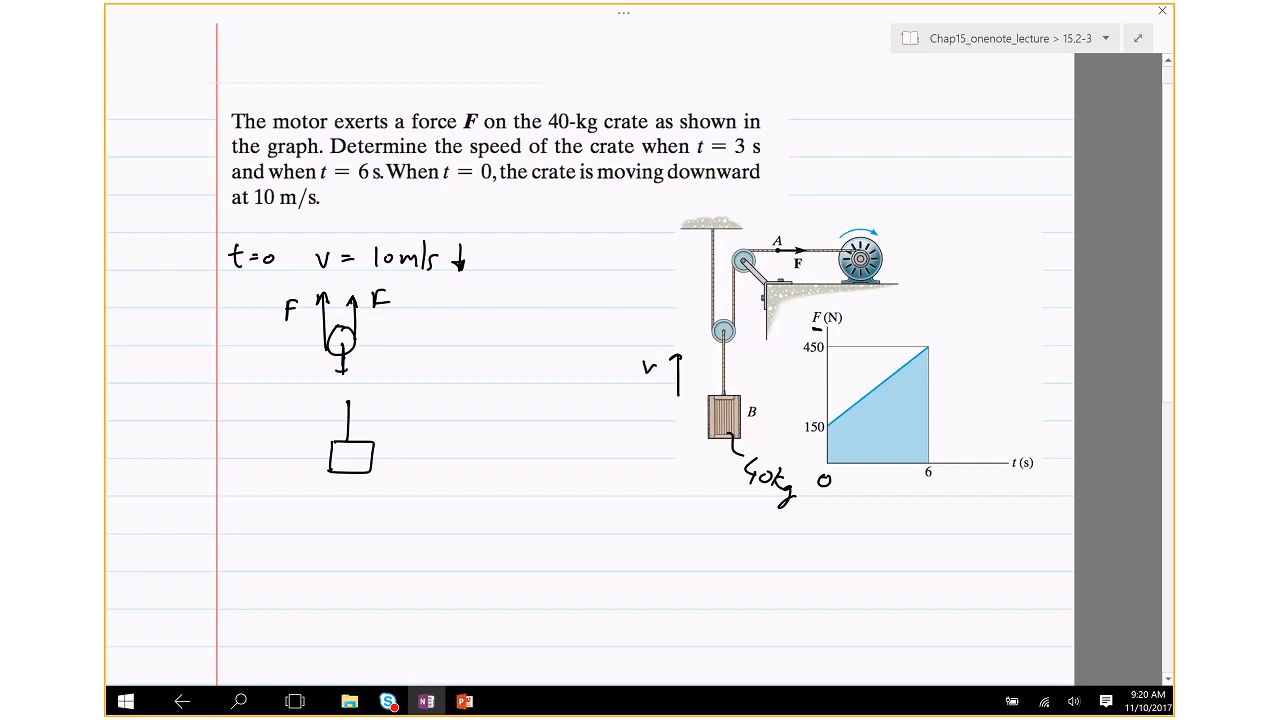 Chap15_onenote_lecture > 15.2-3
The motor exerts a force F on the 40-kg crate as shown in
the graph. Determine the speed of the crate when t = 3 s
and when t = 6 s. When t = 0, the crate is moving downward
at 10 m/s.
t=0 v = 10m/s ↓
F F
A
F
F (N)
450
v
B
150
t (s)
40kg 0 6
9:20 AM
11/10/2017